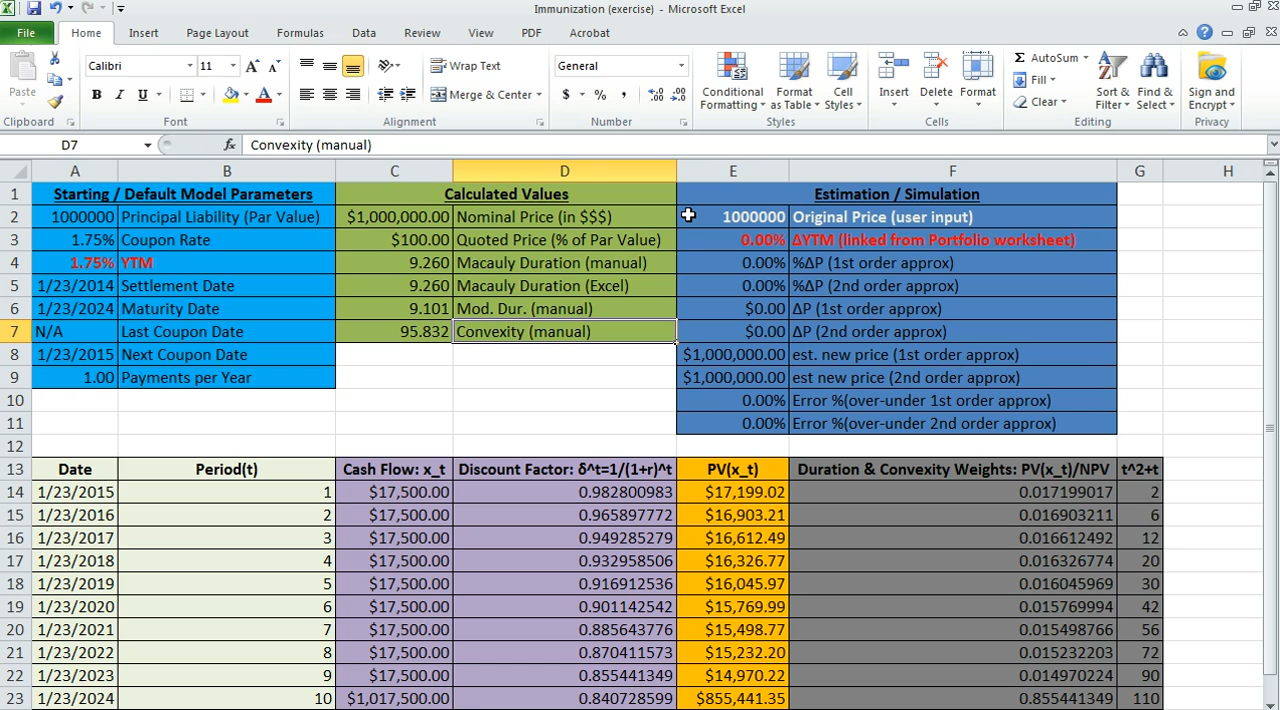 Immunization (exercise) - Microsoft Excel
File Home Insert Page Layout Formulas Data Review View PDF Acrobat
Calibri 11 Wrap Text General AutoSum
Fill
Paste B I U Merge & Center $ % , Conditional Formatting Format as Table Cell Styles Insert Delete Format Clear Sort & Filter Find & Select Sign and Encrypt
Clipboard Font Alignment Number Styles Cells Editing Privacy
D7 fx Convexity (manual)
A B C D E F G H
1 Starting / Default Model Parameters Calculated Values Estimation / Simulation
2 1000000 Principal Liability (Par Value) $1,000,000.00 Nominal Price (in $$$) 1000000 Original Price (user input)
3 1.75% Coupon Rate $100.00 Quoted Price (% of Par Value) 0.00% ΔYTM (linked from Portfolio worksheet)
4 1.75% YTM 9.260 Macauly Duration (manual) 0.00% %ΔP (1st order approx)
5 1/23/2014 Settlement Date 9.260 Macauly Duration (Excel) 0.00% %ΔP (2nd order approx)
6 1/23/2024 Maturity Date 9.101 Mod. Dur. (manual) $0.00 ΔP (1st order approx)
7 N/A Last Coupon Date 95.832 Convexity (manual) $0.00 ΔP (2nd order approx)
8 1/23/2015 Next Coupon Date $1,000,000.00 est. new price (1st order approx)
9 1.00 Payments per Year $1,000,000.00 est new price (2nd order approx)
10 0.00% Error %(over-under 1st order approx)
11 0.00% Error %(over-under 2nd order approx)
12
13 Date Period(t) Cash Flow: x_t Discount Factor: δ^t=1/(1+r)^t PV(x_t) Duration & Convexity Weights: PV(x_t)/NPV t^2+t
14 1/23/2015 1 $17,500.00 0.982800983 $17,199.02 0.017199017 2
15 1/23/2016 2 $17,500.00 0.965897772 $16,903.21 0.016903211 6
16 1/23/2017 3 $17,500.00 0.949285279 $16,612.49 0.016612492 12
17 1/23/2018 4 $17,500.00 0.932958506 $16,326.77 0.016326774 20
18 1/23/2019 5 $17,500.00 0.916912536 $16,045.97 0.016045969 30
19 1/23/2020 6 $17,500.00 0.901142542 $15,769.99 0.015769994 42
20 1/23/2021 7 $17,500.00 0.885643776 $15,498.77 0.015498766 56
21 1/23/2022 8 $17,500.00 0.870411573 $15,232.20 0.015232203 72
22 1/23/2023 9 $17,500.00 0.855441349 $14,970.22 0.014970224 90
23 1/23/2024 10 $1,017,500.00 0.840728599 $855,441.35 0.855441349 110